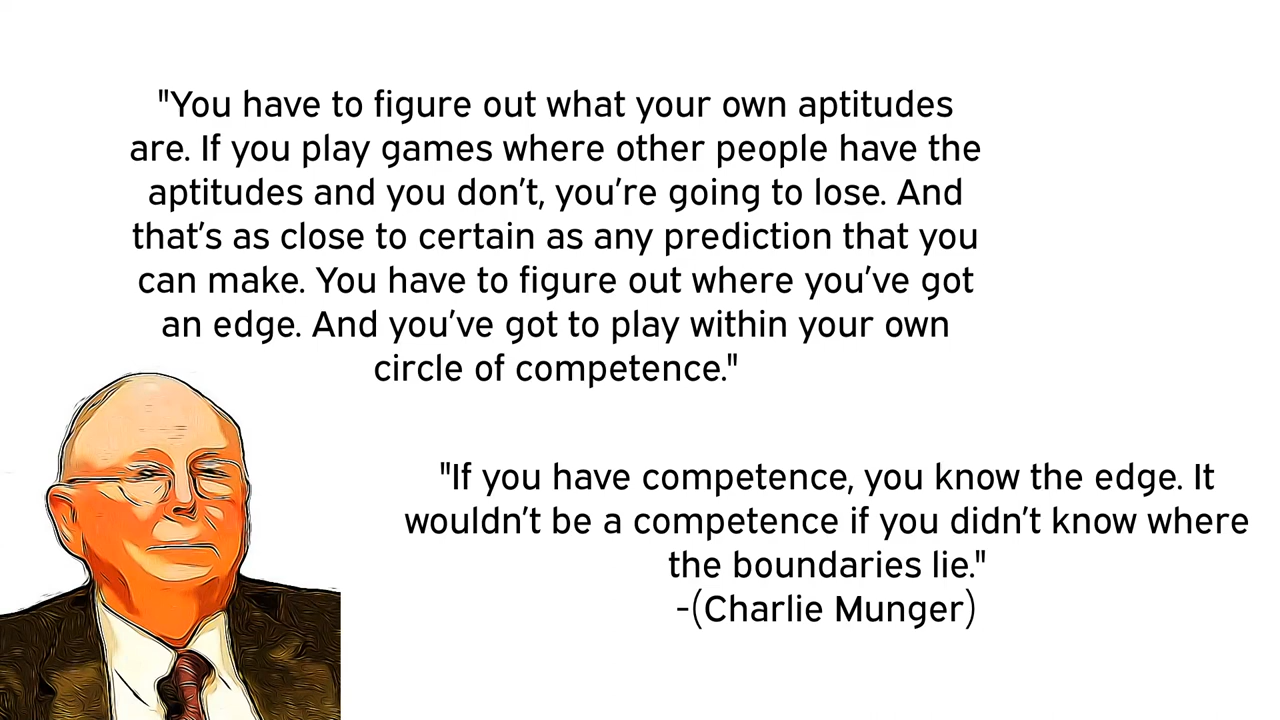 "You have to figure out what your own aptitudes
are. If you play games where other people have the
aptitudes and you don't, you're going to lose. And
that's as close to certain as any prediction that you
can make. You have to figure out where you've got
an edge. And you've got to play within your own
circle of competence."
"If you have competence, you know the edge. It
wouldn't be a competence if you didn't know where
the boundaries lie."
-(Charlie Munger)